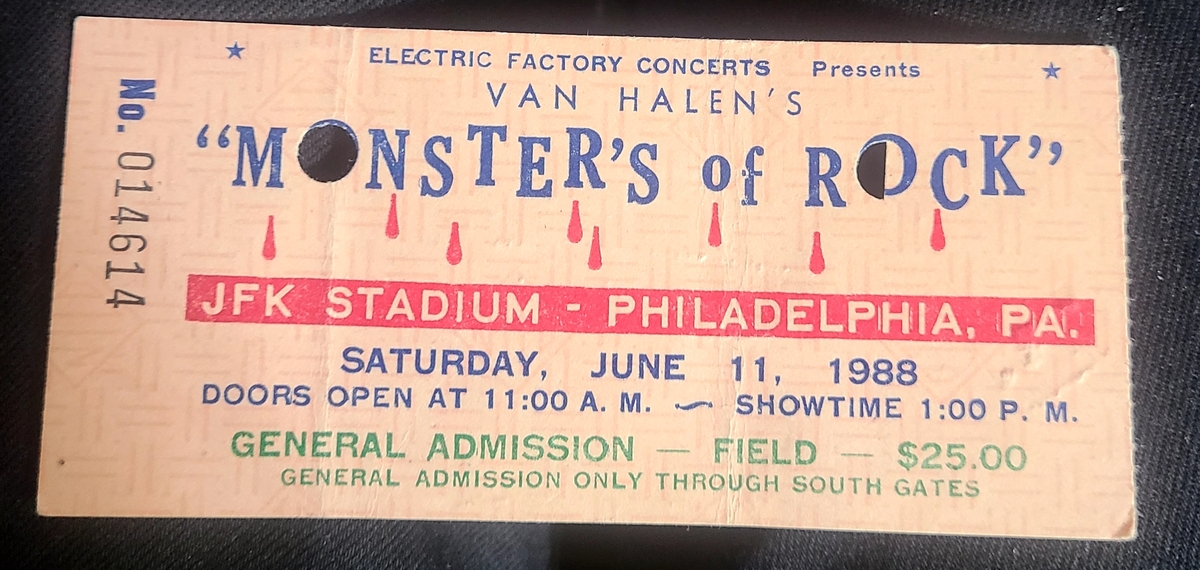 No. 014614
ELECTRIC FACTORY CONCERTS Presents
VAN HALEN'S
"MONSTER'S of ROCK"
JFK STADIUM - PHILADELPHIA, PA.
SATURDAY, JUNE 11, 1988
DOORS OPEN AT 11:00 A. M. ~ SHOWTIME 1:00 P. M.
GENERAL ADMISSION — FIELD — $25.00
GENERAL ADMISSION ONLY THROUGH SOUTH GATES